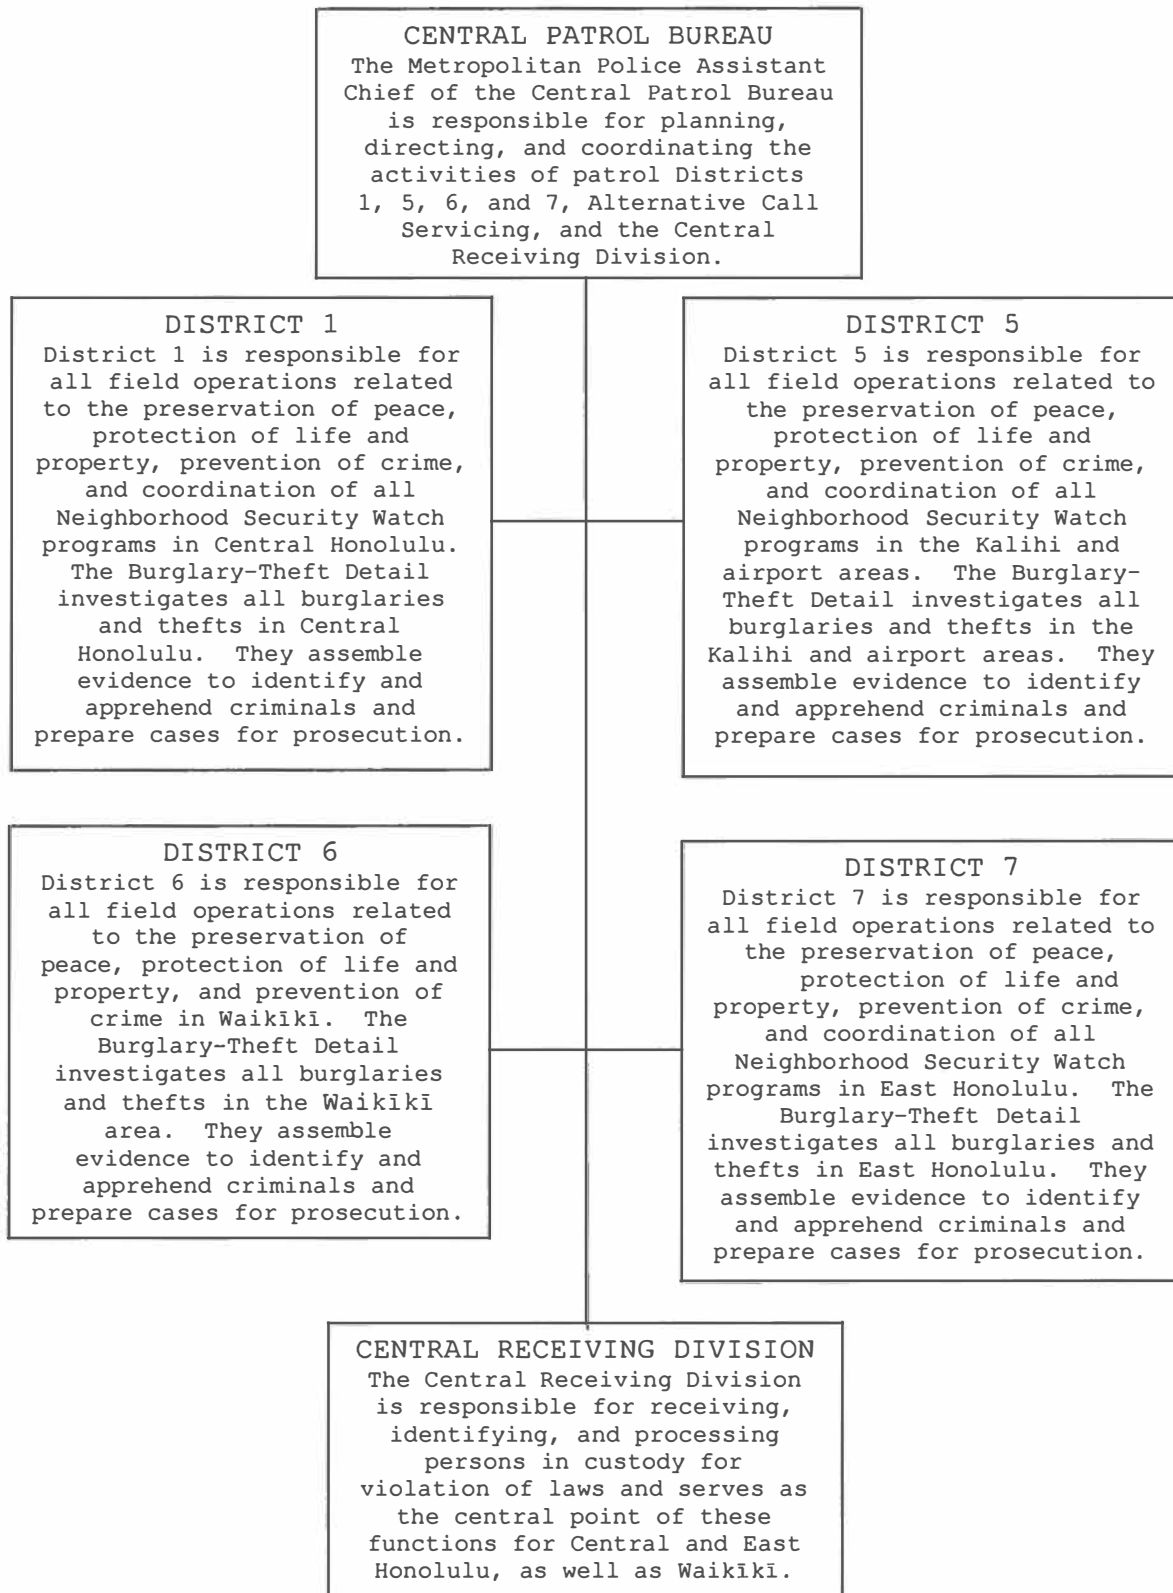 CENTRAL PATROL BUREAU
The Metropolitan Police Assistant
Chief of the Central Patrol Bureau
is responsible for planning,
directing, and coordinating the
activities of patrol Districts
1, 5, 6, and 7, Alternative Call
Servicing, and the Central
Receiving Division.
DISTRICT 1
District 1 is responsible for
all field operations related
to the preservation of peace,
protection of life and
property, prevention of crime,
and coordination of all
Neighborhood Security Watch
programs in Central Honolulu.
The Burglary-Theft Detail
investigates all burglaries
and thefts in Central
Honolulu.  They assemble
evidence to identify and
apprehend criminals and
prepare cases for prosecution.
DISTRICT 5
District 5 is responsible for
all field operations related to
the preservation of peace,
protection of life and
property, prevention of crime,
and coordination of all
Neighborhood Security Watch
programs in the Kalihi and
airport areas.  The Burglary-
Theft Detail investigates all
burglaries and thefts in the
Kalihi and airport areas.  They
assemble evidence to identify
and apprehend criminals and
prepare cases for prosecution.
DISTRICT 6
District 6 is responsible for
all field operations related
to the preservation of
peace, protection of life and
property, and prevention of
crime in Waikīkī.  The
Burglary-Theft Detail
investigates all burglaries
and thefts in the Waikīkī
area.  They assemble
evidence to identify and
apprehend criminals and
prepare cases for prosecution.
DISTRICT 7
District 7 is responsible for
all field operations related to
the preservation of peace,
protection of life and
property, prevention of crime,
and coordination of all
Neighborhood Security Watch
programs in East Honolulu.  The
Burglary-Theft Detail
investigates all burglaries and
thefts in East Honolulu.  They
assemble evidence to identify
and apprehend criminals and
prepare cases for prosecution.
CENTRAL RECEIVING DIVISION
The Central Receiving Division
is responsible for receiving,
identifying, and processing
persons in custody for
violation of laws and serves as
the central point of these
functions for Central and East
Honolulu, as well as Waikīkī.